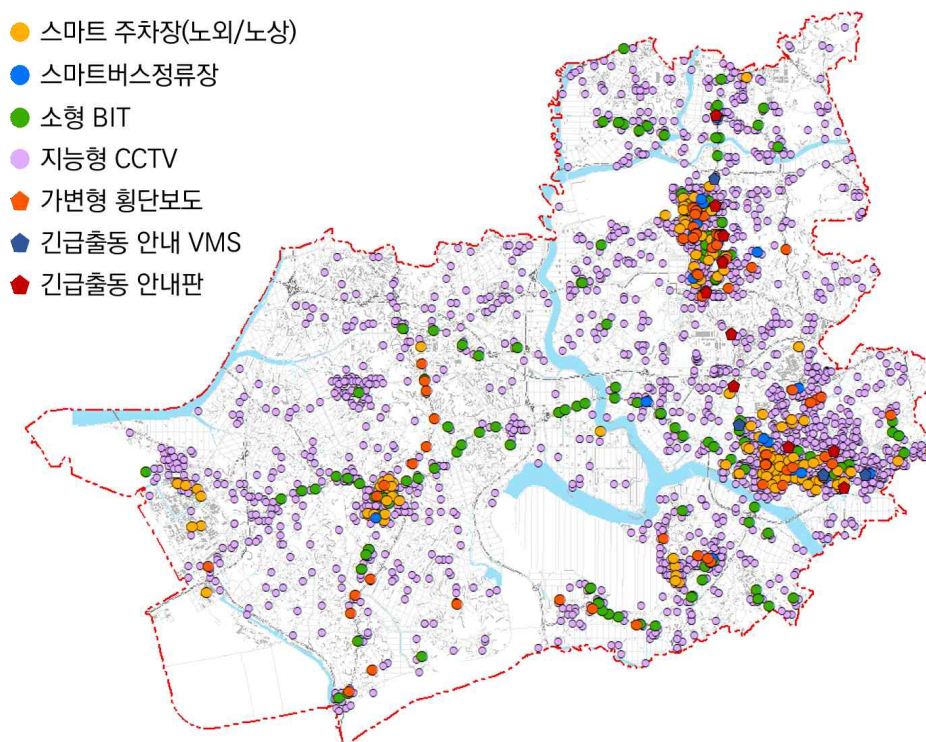 스마트 주차장(노외/노상)
스마트버스정류장
소형 BIT
지능형 CCTV
가변형 횡단보도
긴급출동 안내 VMS
긴급출동 안내판